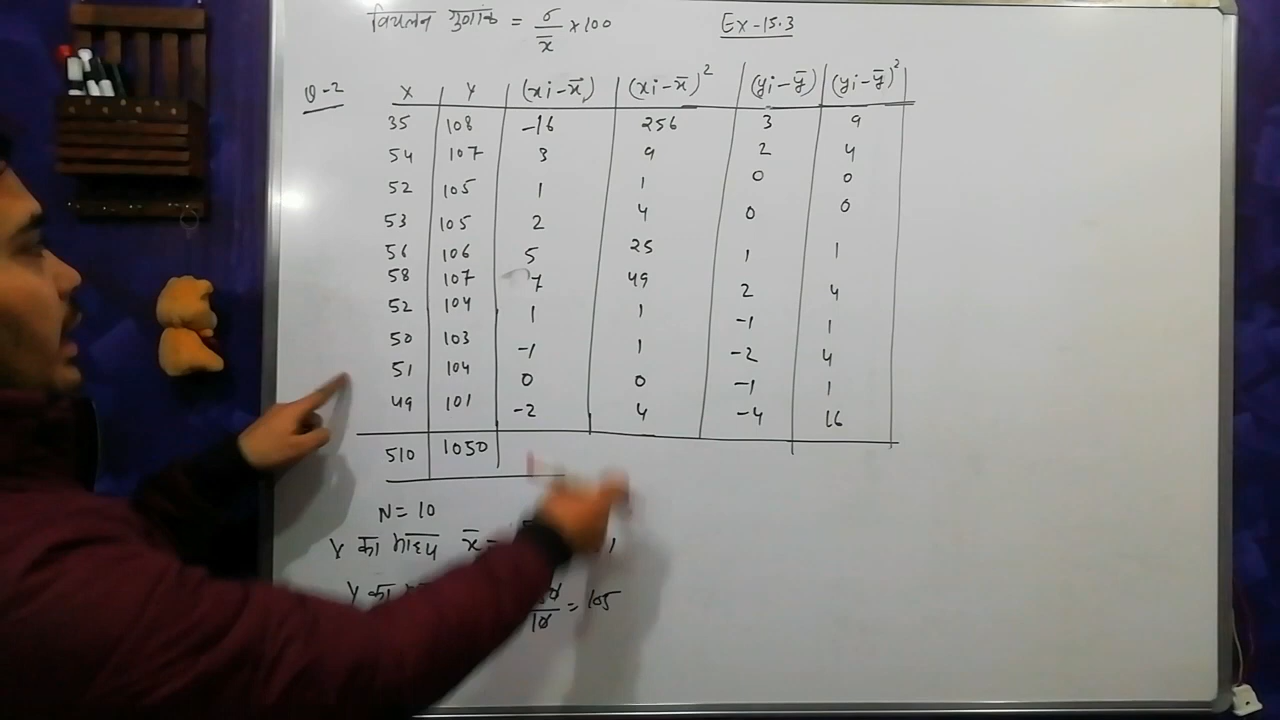 विचलन गुणांक = σ/x̄ × 100
Ex-15.3
Q-2
X Y (xi-x̄) (xi-x̄)² (yi-ȳ) (yi-ȳ)²
35 108 -16 256 3 9
54 107 3 9 2 4
52 105 1 1 0 0
53 105 2 4 0 0
56 106 5 25 1 1
58 107 7 49 2 4
52 104 1 1 -1 1
50 103 -1 1 -2 4
51 104 0 0 -1 1
49 101 -2 4 -4 16
510 1050
N = 10
X का माध्य x̄ =
Y का 10 = 105